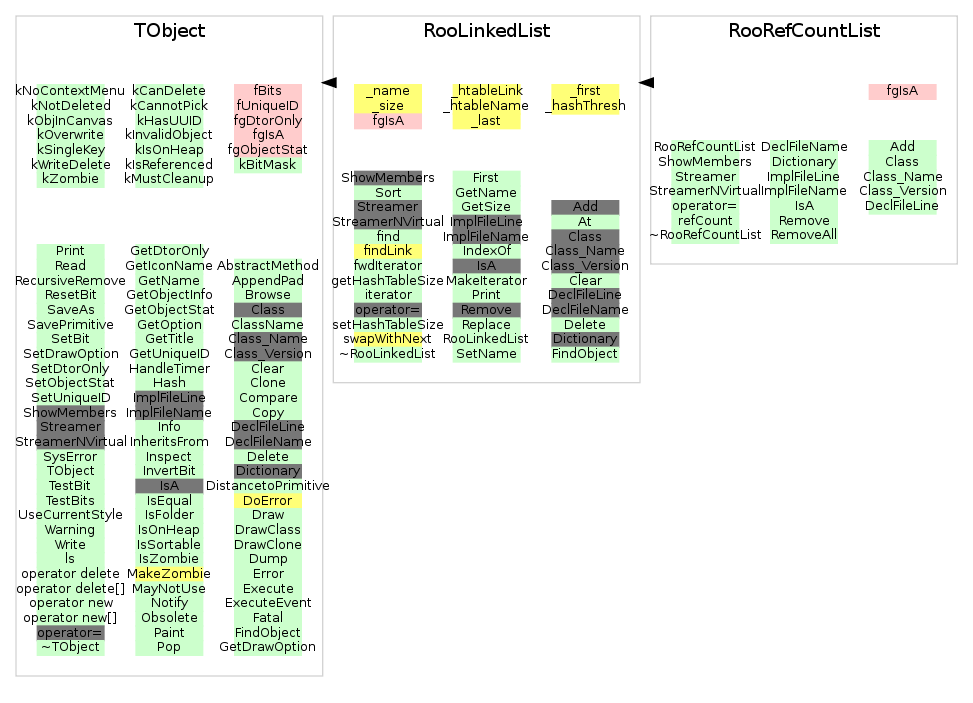 TObject
kNoContextMenu kCanDelete fBits
kNotDeleted kCannotPick fUniqueID
kObjInCanvas kHasUUID fgDtorOnly
kOverwrite kInvalidObject fgIsA
kSingleKey kIsOnHeap fgObjectStat
kWriteDelete kIsReferenced kBitMask
kZombie kMustCleanup
Print GetDtorOnly
Read GetIconName AbstractMethod
RecursiveRemove GetName AppendPad
ResetBit GetObjectInfo Browse
SaveAs GetObjectStat Class
SavePrimitive GetOption ClassName
SetBit GetTitle Class_Name
SetDrawOption GetUniqueID Class_Version
SetDtorOnly HandleTimer Clear
SetObjectStat Hash Clone
SetUniqueID ImplFileLine Compare
ShowMembers ImplFileName Copy
Streamer Info DeclFileLine
StreamerNVirtual InheritsFrom DeclFileName
SysError Inspect Delete
TObject InvertBit Dictionary
TestBit IsA DistancetoPrimitive
TestBits IsEqual DoError
UseCurrentStyle IsFolder Draw
Warning IsOnHeap DrawClass
Write IsSortable DrawClone
ls IsZombie Dump
operator delete MakeZombie Error
operator delete[] MayNotUse Execute
operator new Notify ExecuteEvent
operator new[] Obsolete Fatal
operator= Paint FindObject
~TObject Pop GetDrawOption
RooLinkedList
_name _htableLink _first
_size _htableName _hashThresh
fgIsA _last
ShowMembers First
Sort GetName
Streamer GetSize Add
StreamerNVirtual ImplFileLine At
find ImplFileName Class
findLink IndexOf Class_Name
fwdIterator IsA Class_Version
getHashTableSize MakeIterator Clear
iterator Print DeclFileLine
operator= Remove DeclFileName
setHashTableSize Replace Delete
swapWithNext RooLinkedList Dictionary
~RooLinkedList SetName FindObject
RooRefCountList
fgIsA
RooRefCountList DeclFileName Add
ShowMembers Dictionary Class
Streamer ImplFileLine Class_Name
StreamerNVirtual ImplFileName Class_Version
operator= IsA DeclFileLine
refCount Remove
~RooRefCountList RemoveAll